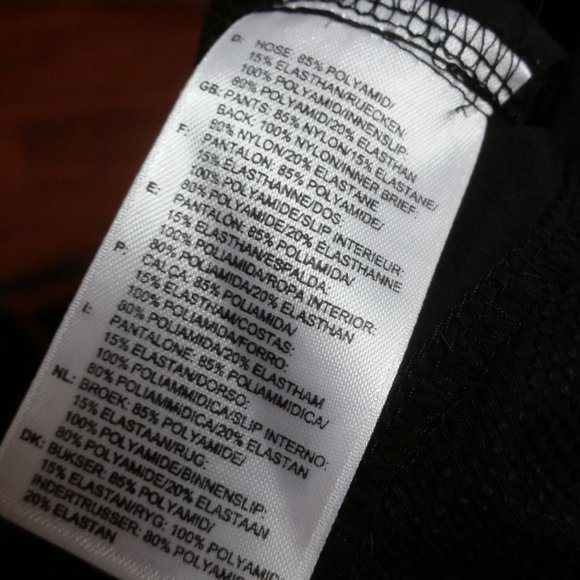 D: HOSE: 85% POLYAMID/
15% ELASTHAN/RUECKEN:
100% POLYAMID/INNENSLIP
80% POLYAMID/20% ELASTHAN
GB: PANTS: 85% NYLON/15% ELASTANE/
BACK: 100% NYLON/INNER BRIEF:
80% NYLON/20% ELASTANE
F: PANTALON: 85% POLYAMIDE/
15% ELASTHANNE/DOS:
100% POLYAMIDE/SLIP INTERIEUR:
80% POLYAMIDE/20% ELASTHANNE
E: PANTALÓN: 85% POLIAMIDA/
15% ELASTHAN/ESPALDA:
100% POLIAMIDA/ROPA INTERIOR:
80% POLIAMIDA/20% ELASTHAN
P: CALÇA: 85% POLIAMIDA/
15% ELASTHAM/COSTAS:
100% POLIAMIDA/FORRO:
80% POLIAMIDA/20% ELASTHAM
I: PANTALONE: 85% POLIAMMIDICA/
15% ELASTAN/DORSO:
100% POLIAMMIDICA/SLIP INTERNO:
80% POLIAMMIDICA/20% ELASTAN
NL: BROEK: 85% POLYAMIDE/
15% ELASTAAN/RUG:
100% POLYAMIDE/BINNENSLIP:
80% POLYAMIDE/20% ELASTAAN
DK: BUKSER: 85% POLYAMID/
15% ELASTAN/RYG: 100% POLYAMID/
INDERTRUSSER: 80% POLYAMID
20% ELASTAN